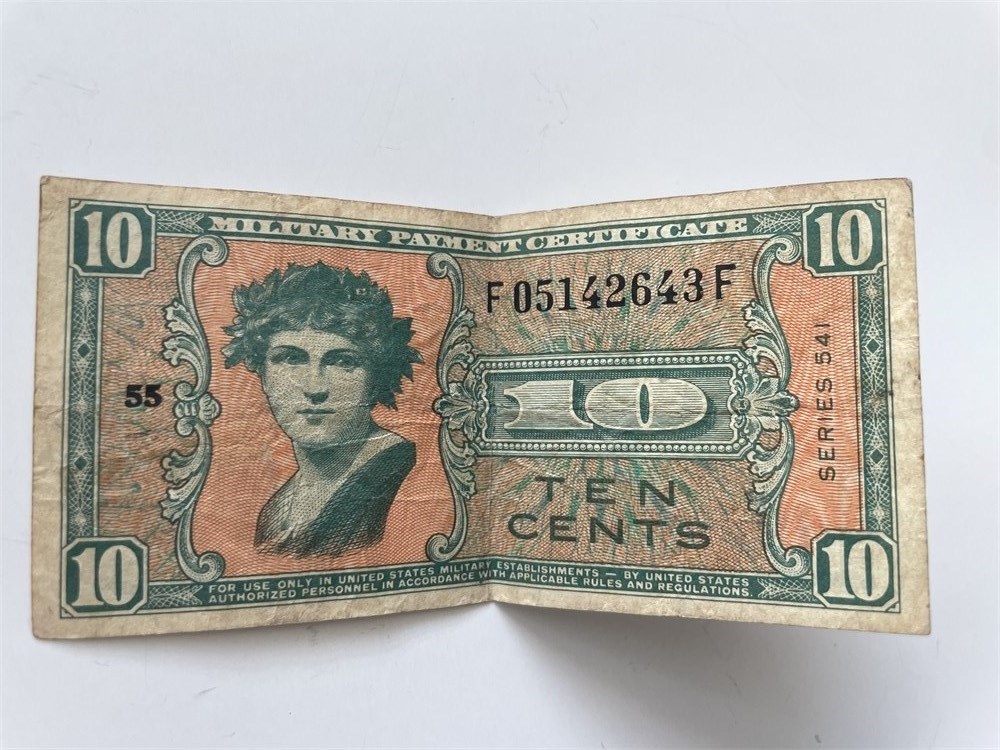 10 MILITARY PAYMENT CERTIFICATE 10
F05142643F
55
10
SERIES 541
TEN
CENTS
10 10
FOR USE ONLY IN UNITED STATES MILITARY ESTABLISHMENTS — BY UNITED STATES
AUTHORIZED PERSONNEL IN ACCORDANCE WITH APPLICABLE RULES AND REGULATIONS.